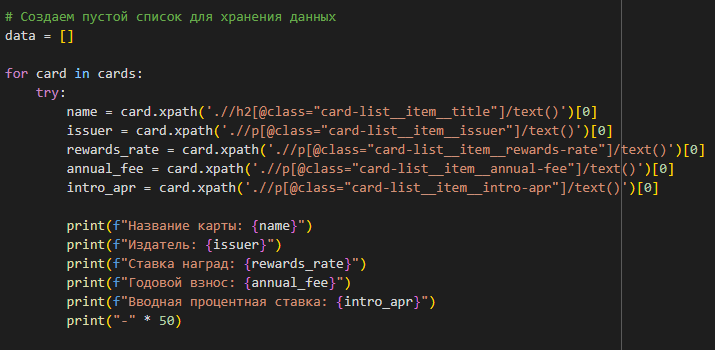 # Создаем пустой список для хранения данных
data = []
for card in cards:
try:
name = card.xpath('.//h2[@class="card-list__item__title"]/text()')[0]
issuer = card.xpath('.//p[@class="card-list__item__issuer"]/text()')[0]
rewards_rate = card.xpath('.//p[@class="card-list__item__rewards-rate"]/text()')[0]
annual_fee = card.xpath('.//p[@class="card-list__item__annual-fee"]/text()')[0]
intro_apr = card.xpath('.//p[@class="card-list__item__intro-apr"]/text()')[0]
print(f"Название карты: {name}")
print(f"Издатель: {issuer}")
print(f"Ставка наград: {rewards_rate}")
print(f"Годовой взнос: {annual_fee}")
print(f"Вводная процентная ставка: {intro_apr}")
print("-" * 50)